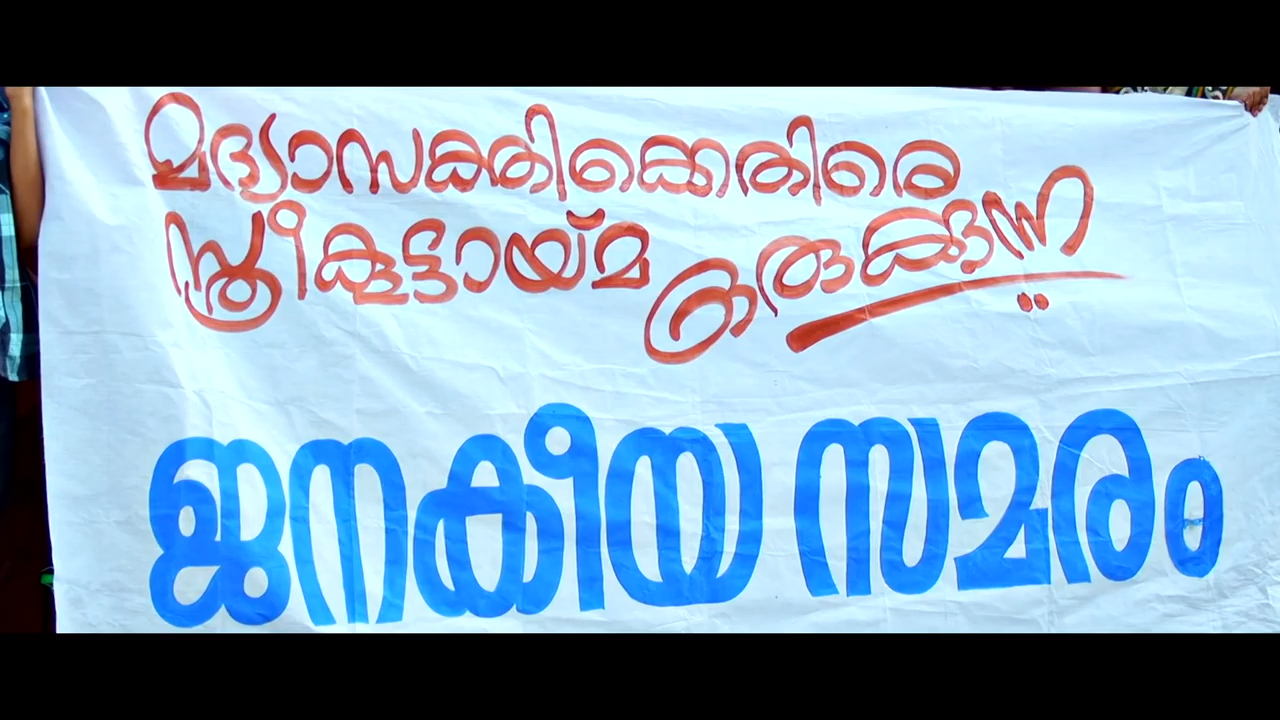 മദ്യാസക്തിക്കെതിരെ
സ്ത്രീകൂട്ടായ്മ ഒരുക്കുന്ന
ജനകീയ സമരം